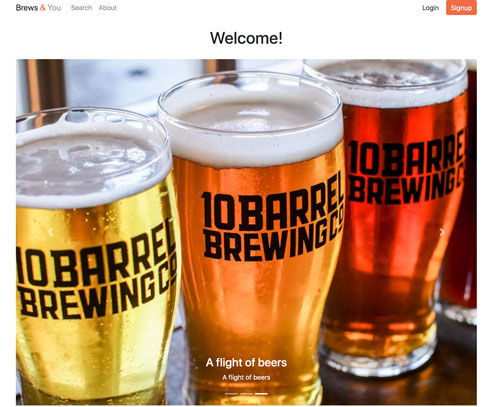 Brews & You
Search
About
Login
Signup
Welcome!
10 BARREL
BREWING CO
10 BARREL
BREWING CO
10 BARREL
BREWING CO
A flight of beers
A flight of beers